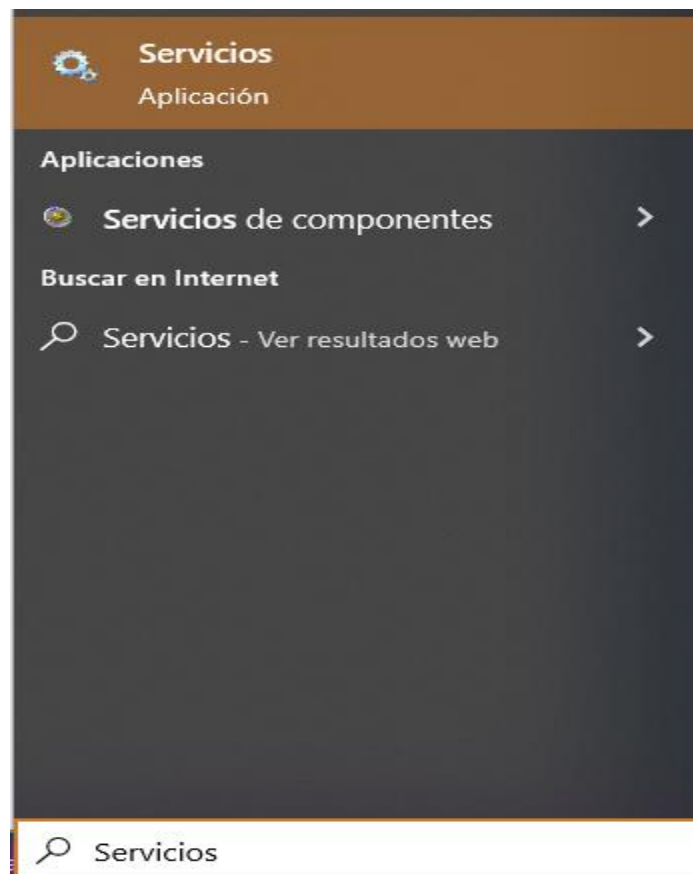 Servicios
Aplicación
Aplicaciones
Servicios de componentes
Buscar en Internet
Servicios - Ver resultados web
Servicios